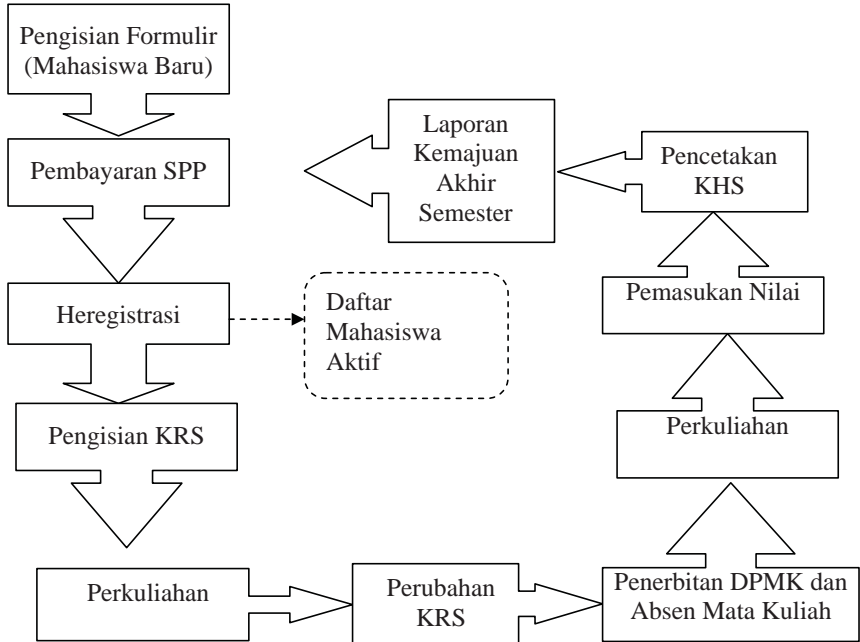 Pengisian Formulir
(Mahasiswa Baru)
Pembayaran SPP
Heregistrasi
Daftar
Mahasiswa
Aktif
Pengisian KRS
Perkuliahan
Perubahan
KRS
Penerbitan DPMK dan
Absen Mata Kuliah
Perkuliahan
Pemasukan Nilai
Pencetakan
KHS
Laporan
Kemajuan
Akhir
Semester